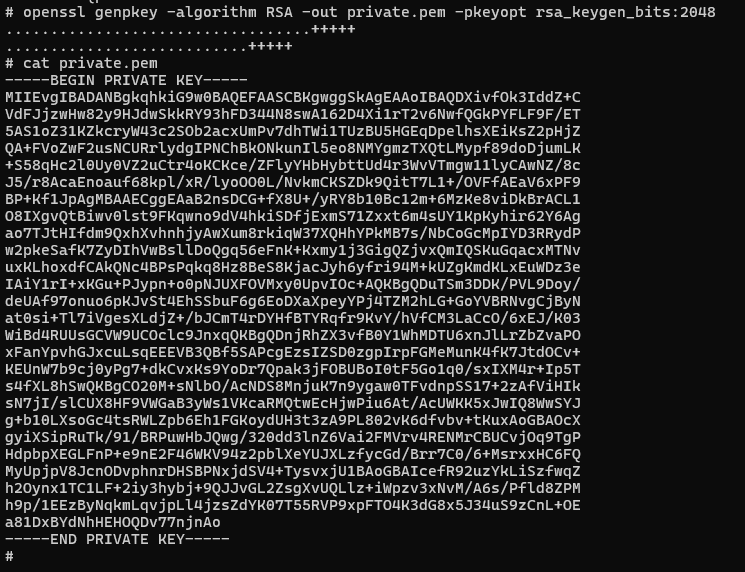 # openssl genpkey -algorithm RSA -out private.pem -pkeyopt rsa_keygen_bits:2048
.................................+++++
...........................+++++
# cat private.pem
-----BEGIN PRIVATE KEY-----
MIIEvgIBADANBgkqhkiG9w0BAQEFAASCBKgwggSkAgEAAoIBAQDXivfOk3IddZ+C
VdFJjzwHw82y9HJdwSkkRY93hFD344N8swA162D4Xi1rT2v6NwfQGkPYFLF9F/ET
5AS1oZ31KZkcryW43c2SOb2acxUmPv7dhTWi1TUzBU5HGEqDpelhsXEiKsZ2pHjZ
QA+FVoZwF2usNCURrlydgIPNChBkONkunIl5eo8NMYgmzTXQtLMypf89doDjumLK
+S58qHc2l0Uy0VZ2uCtr4oKCKce/ZFlyYHbHybttUd4r3WvVTmgw11lyCAwNZ/8c
J5/r8AcaEnoauf68kpl/xR/lyoOO0L/NvkmCKSZDk9QitT7L1+/OVFfAEaV6xPF9
BP+Kf1JpAgMBAAECggEAaB2nsDCG+fX8U+/yRY8b10Bc12m+6MzKe8viDkBrACL1
O8IXgvQtBiwv0lst9FKqwno9dV4hkiSDfjExmS71Zxxt6m4sUY1KpKyhir62Y6Ag
ao7TJtHIfdm9QxhXvhnhjyAwXum8rkiqW37XQHhYPkMB7s/NbCoGcMpIYD3RRydP
w2pkeSafK7ZyDIhVwBsllDoQgq56eFnK+Kxmy1j3GigQZjvxQmIQSKuGqacxMTNv
uxKLhoxdfCAkQNc4BPsPqkq8Hz8BeS8KjacJyh6yfri94M+kUZgKmdKLxEuWDz3e
IAiY1rI+xKGu+PJypn+o0pNJUXFOVMxy0UpvIOc+AQKBgQDuTSm3DDK/PVL9Doy/
deUAf97onuo6pKJvSt4EhSSbuF6g6EoDXaXpeyYPj4TZM2hLG+GoYVBRNvgCjByN
at0si+Tl7iVgesXLdjZ+/bJCmT4rDYHfBTYRqfr9KvY/hVfCM3LaCcO/6xEJ/K03
WiBd4RUUsGCVW9UCOclc9JnxqQKBgQDnjRhZX3vfB0Y1WhMDTU6xnJlLrZbZvaPO
xFanYpvhGJxcuLsqEEEVB3QBf5SAPcgEzsIZSD0zgpIrpFGMeMunK4fK7JtdOCv+
KEUnW7b9cj0yPg7+dkCvxKs9YoDr7Qpak3jFOBUBoI0tF5Go1q0/sxIXM4r+Ip5T
s4fXL8hSwQKBgCO20M+sNlbO/AcNDS8MnjuK7n9ygaw0TFvdnpSS17+2zAfViHIk
sN7jI/slCUX8HF9VWGaB3yWs1VKcaRMQtwEcHjwPiu6At/AcUWKK5xJwIQ8WwSYJ
g+b10LXsoGc4tsRWLZpb6Eh1FGKoydUH3t3zA9PL802vK6dfvbv+tKuxAoGBAOcX
gyiXSipRuTk/91/BRPuwHbJQwg/320dd3lnZ6Vai2FMVrv4RENMrCBUCvjOq9TgP
HdpbpXEGLFnP+e9nE2F46WKV94z2pblXeYUJXLzfycGd/Brr7C0/6+MsrxxHC6FQ
MyUpjpV8JcnODvphnrDHSBPNxjdSV4+TysvxjU1BAoGBAIcefR92uzYkLiSzfwqZ
h2Oynx1TC1LF+2iy3hybj+9QJJvGL2ZsgXvUQLlz+iWpzv3xNvM/A6s/Pfld8ZPM
h9p/1EEzByNqkmLqvjpLl4jzsZdYK07T55RVP9xpFTO4K3dG8x5J34uS9zCnL+OE
a81DxBYdNhHEHOQDv77njnAo
-----END PRIVATE KEY-----
#